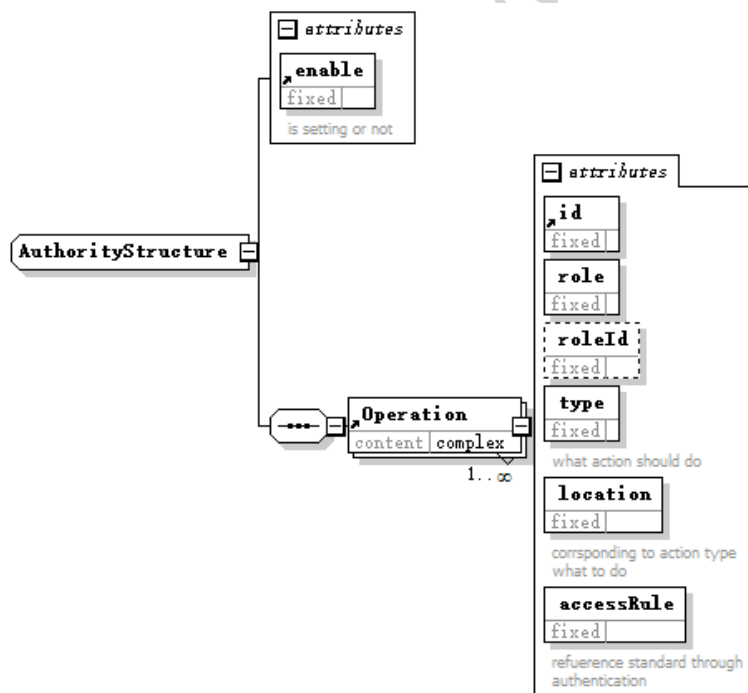 attributes
enable
fixed
is setting or not
attributes
id
fixed
role
fixed
AuthorityStructure
roleId
fixed
type
fixed
Operation
content complex
1..∞
what action should do
location
fixed
corrsponding to action type
what to do
accessRule
fixed
refuerence standard through
authentication